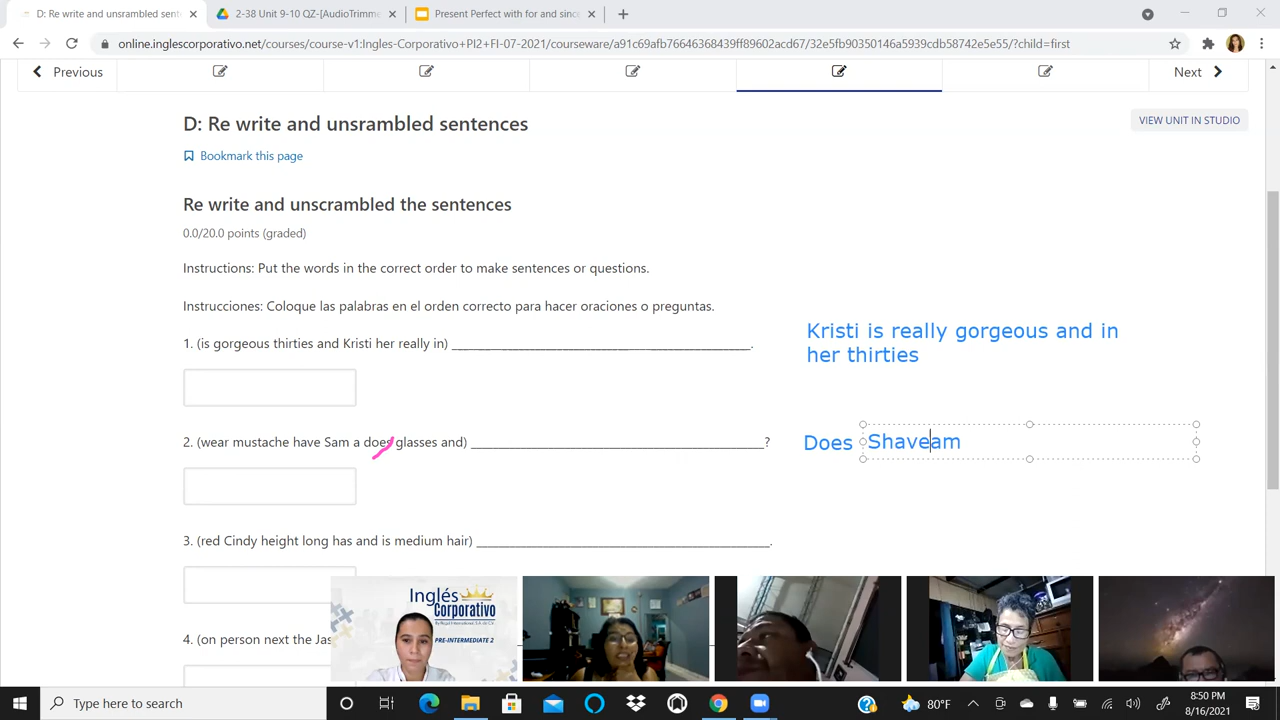 D: Re write and unsrambled sent
2-38 Unit 9-10 QZ-[AudioTrimme
Present Perfect with for and sinc
online.inglescorporativo.net/courses/course-v1:Ingles-Corporativo+PI2+FI-07-2021/courseware/a91c69afb76646368439ff89602acd67/32e5fb90350146a5939cdb58742e5e55/?child=first
Previous
Next
D: Re write and unsrambled sentences
VIEW UNIT IN STUDIO
Bookmark this page
Re write and unscrambled the sentences
0.0/20.0 points (graded)
Instructions: Put the words in the correct order to make sentences or questions.
Instrucciones: Coloque las palabras en el orden correcto para hacer oraciones o preguntas.
1. (is gorgeous thirties and Kristi her really in) ________________________________________.
Kristi is really gorgeous and in
her thirties
2. (wear mustache have Sam a does glasses and) ________________________________________?
Does Shaveam
3. (red Cindy height long has and is medium hair) ________________________________________.
4. (on person next the Jas
Inglés
Corporativo
PRE-INTERMEDIATE 2
Type here to search
80°F
8:50 PM
8/16/2021